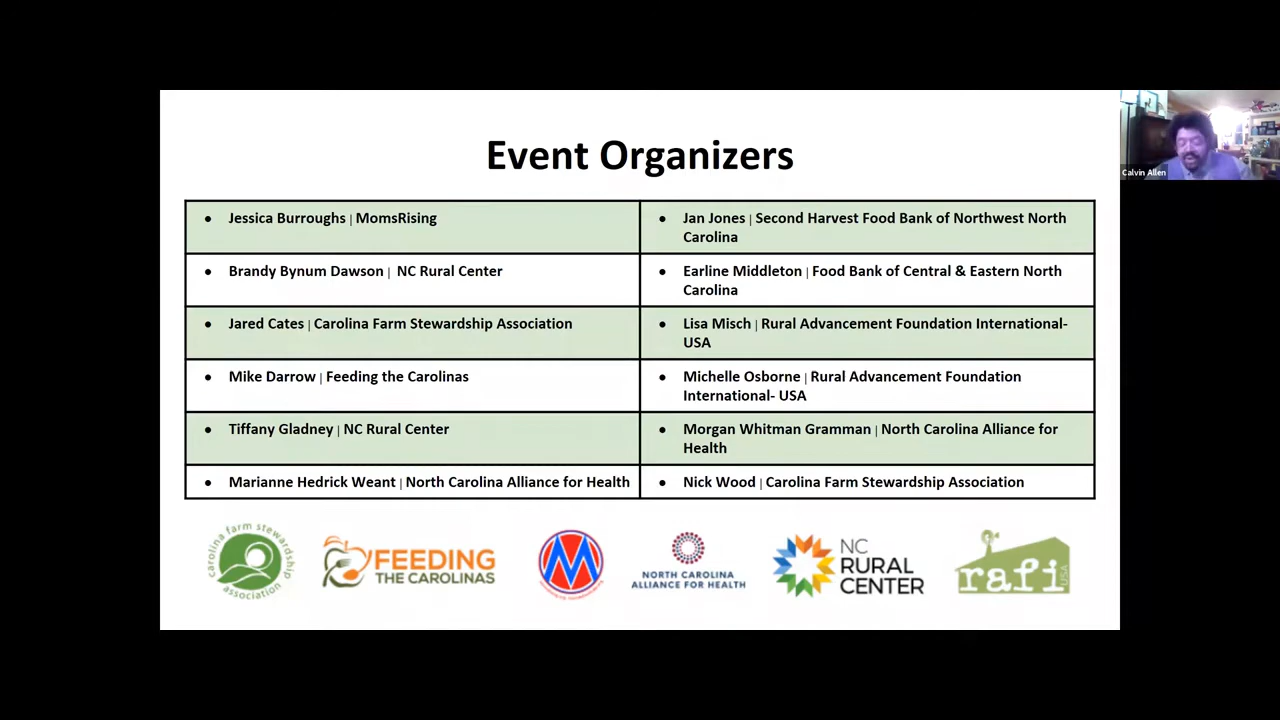 Event Organizers
● Jessica Burroughs | MomsRising
● Jan Jones | Second Harvest Food Bank of Northwest North
Carolina
● Brandy Bynum Dawson | NC Rural Center
● Earline Middleton | Food Bank of Central & Eastern North
Carolina
● Jared Cates | Carolina Farm Stewardship Association
● Lisa Misch | Rural Advancement Foundation International-
USA
● Mike Darrow | Feeding the Carolinas
● Michelle Osborne | Rural Advancement Foundation
International- USA
● Tiffany Gladney | NC Rural Center
● Morgan Whitman Gramman | North Carolina Alliance for
Health
● Marianne Hedrick Weant | North Carolina Alliance for Health
● Nick Wood | Carolina Farm Stewardship Association
carolina farm stewardship
association
FEEDING
THE CAROLINAS
M
NORTH CAROLINA
ALLIANCE FOR HEALTH
NC
RURAL
CENTER
rafi
USA
Calvin Allen